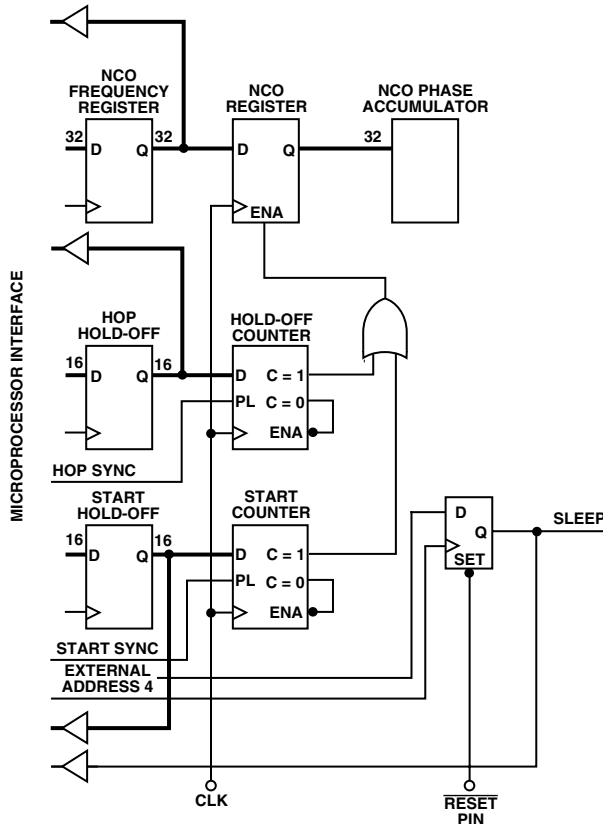 NCO
FREQUENCY
REGISTER
NCO
REGISTER
NCO PHASE
ACCUMULATOR
32
D
Q
32
D
Q
ENA
32
MICROPROCESSOR INTERFACE
HOP
HOLD-OFF
HOLD-OFF
COUNTER
16
D
Q
16
D
C = 1
PL
C = 0
ENA
HOP SYNC
START
HOLD-OFF
START
COUNTER
16
D
Q
16
D
C = 1
PL
C = 0
ENA
D
Q
SET
SLEEP
START SYNC
EXTERNAL
ADDRESS 4
CLK
RESET
PIN